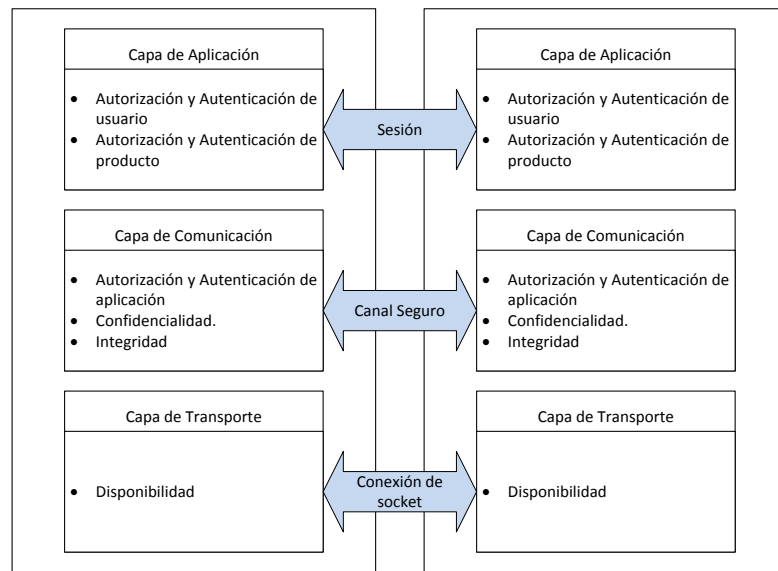 Capa de Aplicación
• Autorización y Autenticación de
usuario
• Autorización y Autenticación de
producto
Sesión
Capa de Aplicación
• Autorización y Autenticación de
usuario
• Autorización y Autenticación de
producto
Capa de Comunicación
• Autorización y Autenticación de
aplicación
• Confidencialidad.
• Integridad
Canal Seguro
Capa de Comunicación
• Autorización y Autenticación de
aplicación
• Confidencialidad.
• Integridad
Capa de Transporte
• Disponibilidad
Conexión de
socket
Capa de Transporte
• Disponibilidad